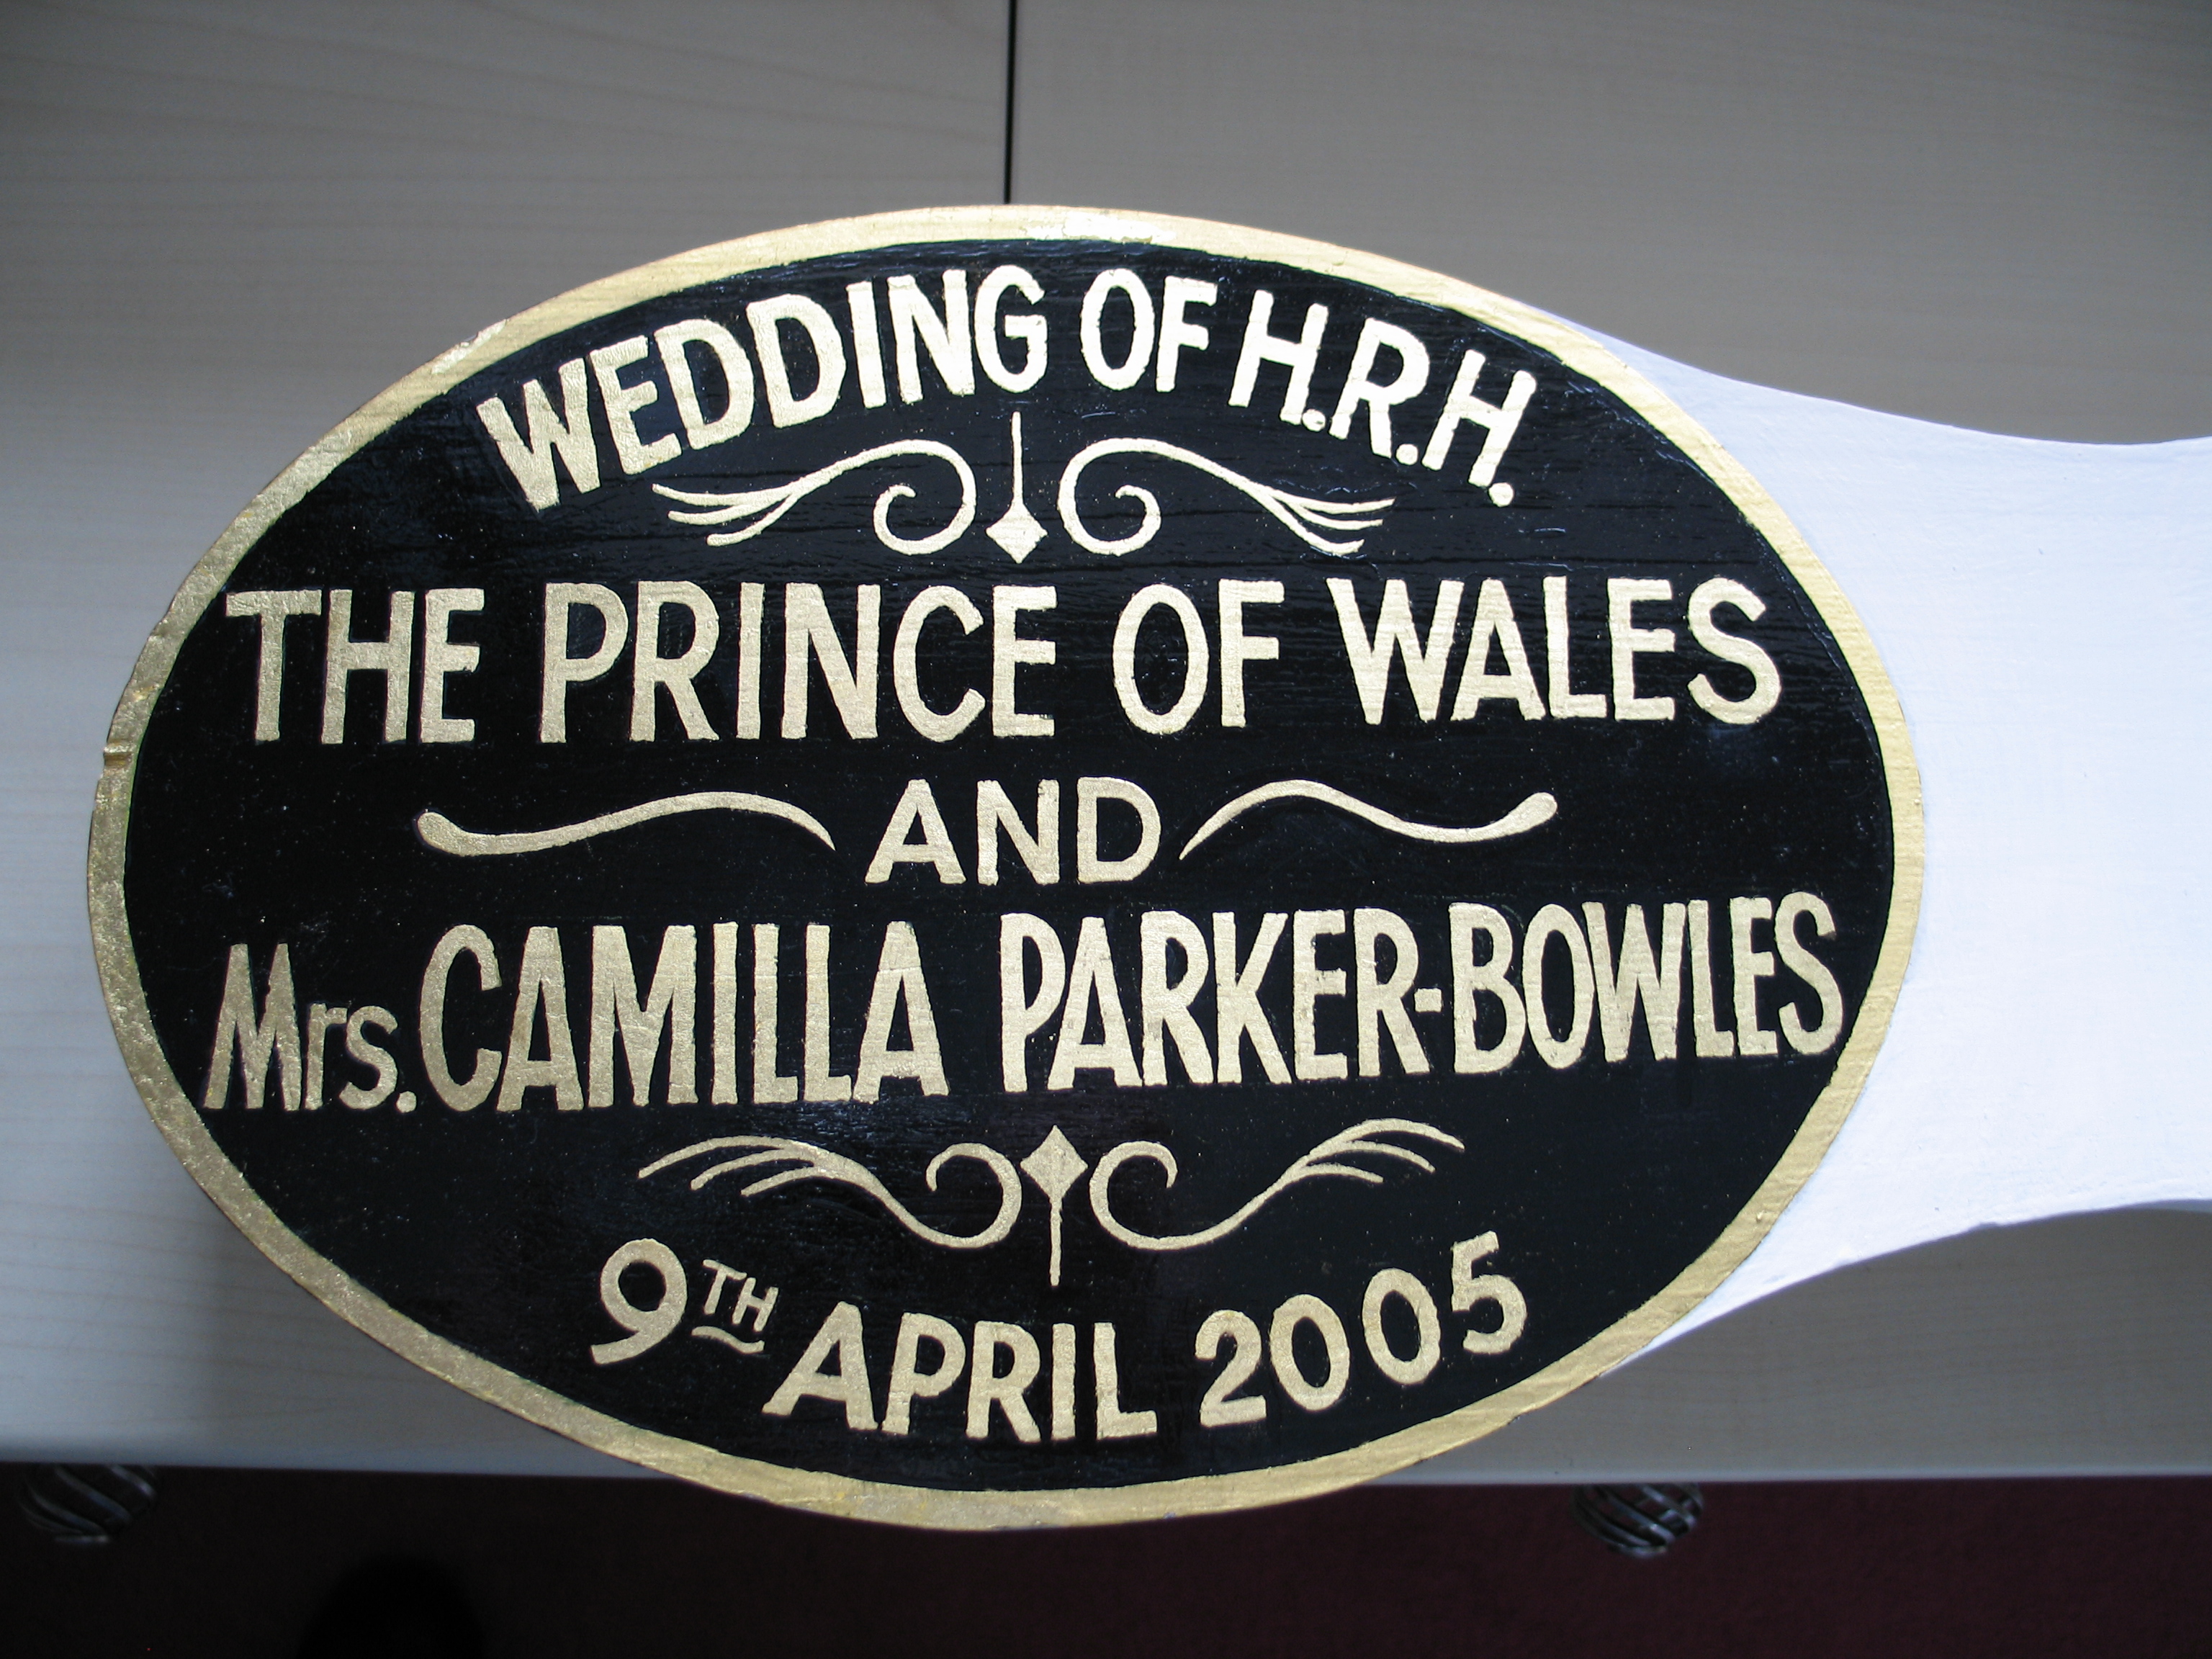 WEDDING OF H.R.H.
THE PRINCE OF WALES
AND
Mrs. CAMILLA PARKER-BOWLES
9TH APRIL 2005